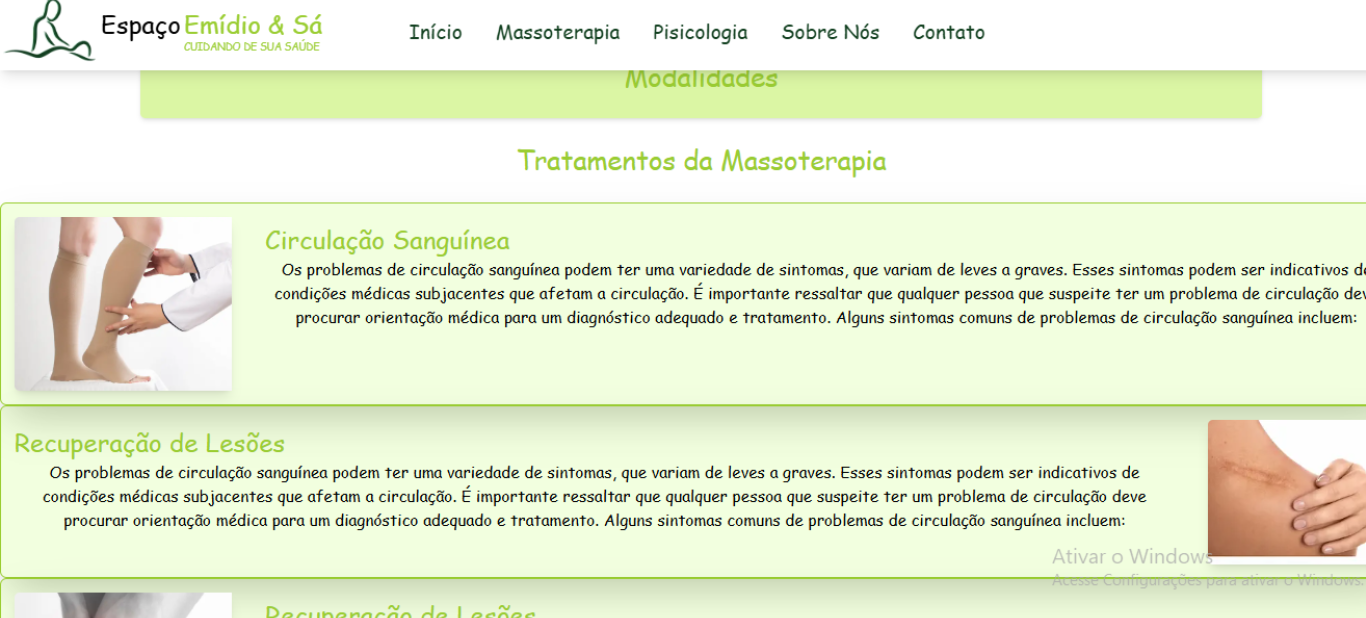 Espaço Emídio & Sá
CUIDANDO DE SUA SAÚDE
Início Massoterapia Pisicologia Sobre Nós Contato
Modalidades
Tratamentos da Massoterapia
Circulação Sanguínea
Os problemas de circulação sanguínea podem ter uma variedade de sintomas, que variam de leves a graves. Esses sintomas podem ser indicativos de
condições médicas subjacentes que afetam a circulação. É importante ressaltar que qualquer pessoa que suspeite ter um problema de circulação dev
procurar orientação médica para um diagnóstico adequado e tratamento. Alguns sintomas comuns de problemas de circulação sanguínea incluem:
Recuperação de Lesões
Os problemas de circulação sanguínea podem ter uma variedade de sintomas, que variam de leves a graves. Esses sintomas podem ser indicativos de
condições médicas subjacentes que afetam a circulação. É importante ressaltar que qualquer pessoa que suspeite ter um problema de circulação deve
procurar orientação médica para um diagnóstico adequado e tratamento. Alguns sintomas comuns de problemas de circulação sanguínea incluem:
Ativar o Windows
Acesse Configurações para ativar o Windows.
Recuperação de Lesões